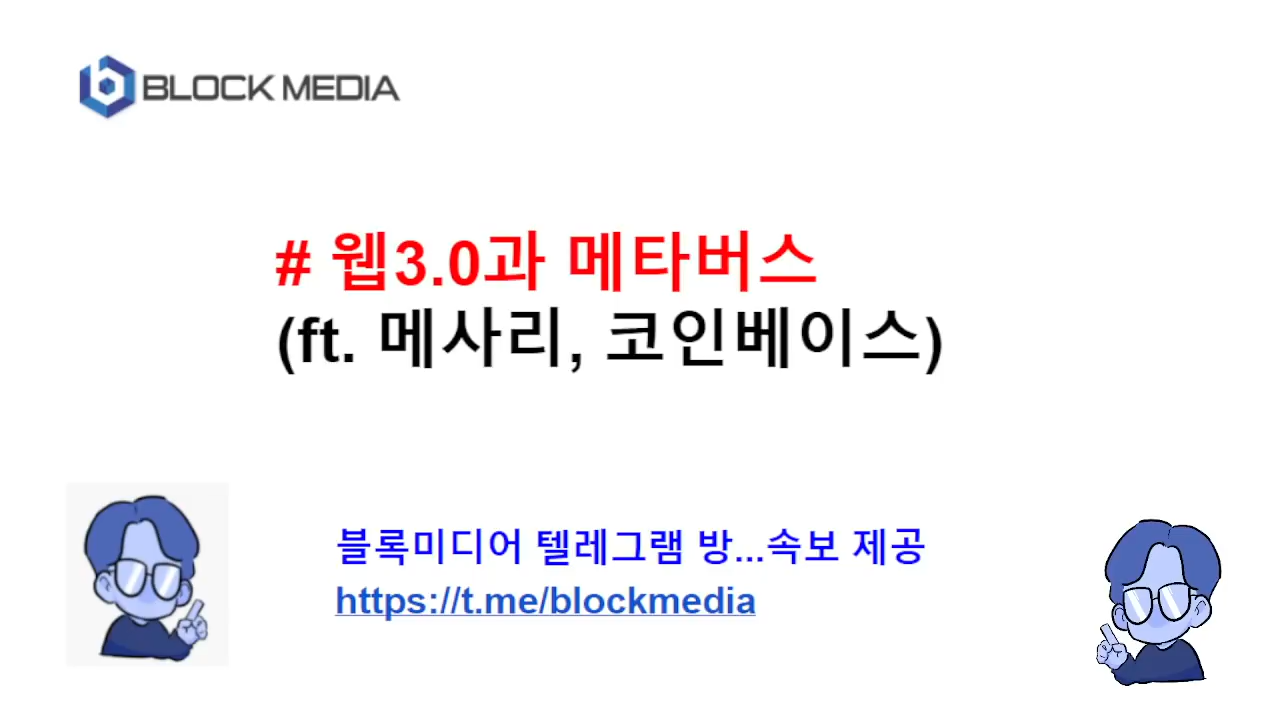 BLOCK MEDIA
# 웹3.0과 메타버스
(ft. 메사리, 코인베이스)
블록미디어 텔레그램 방...속보 제공
https://t.me/blockmedia